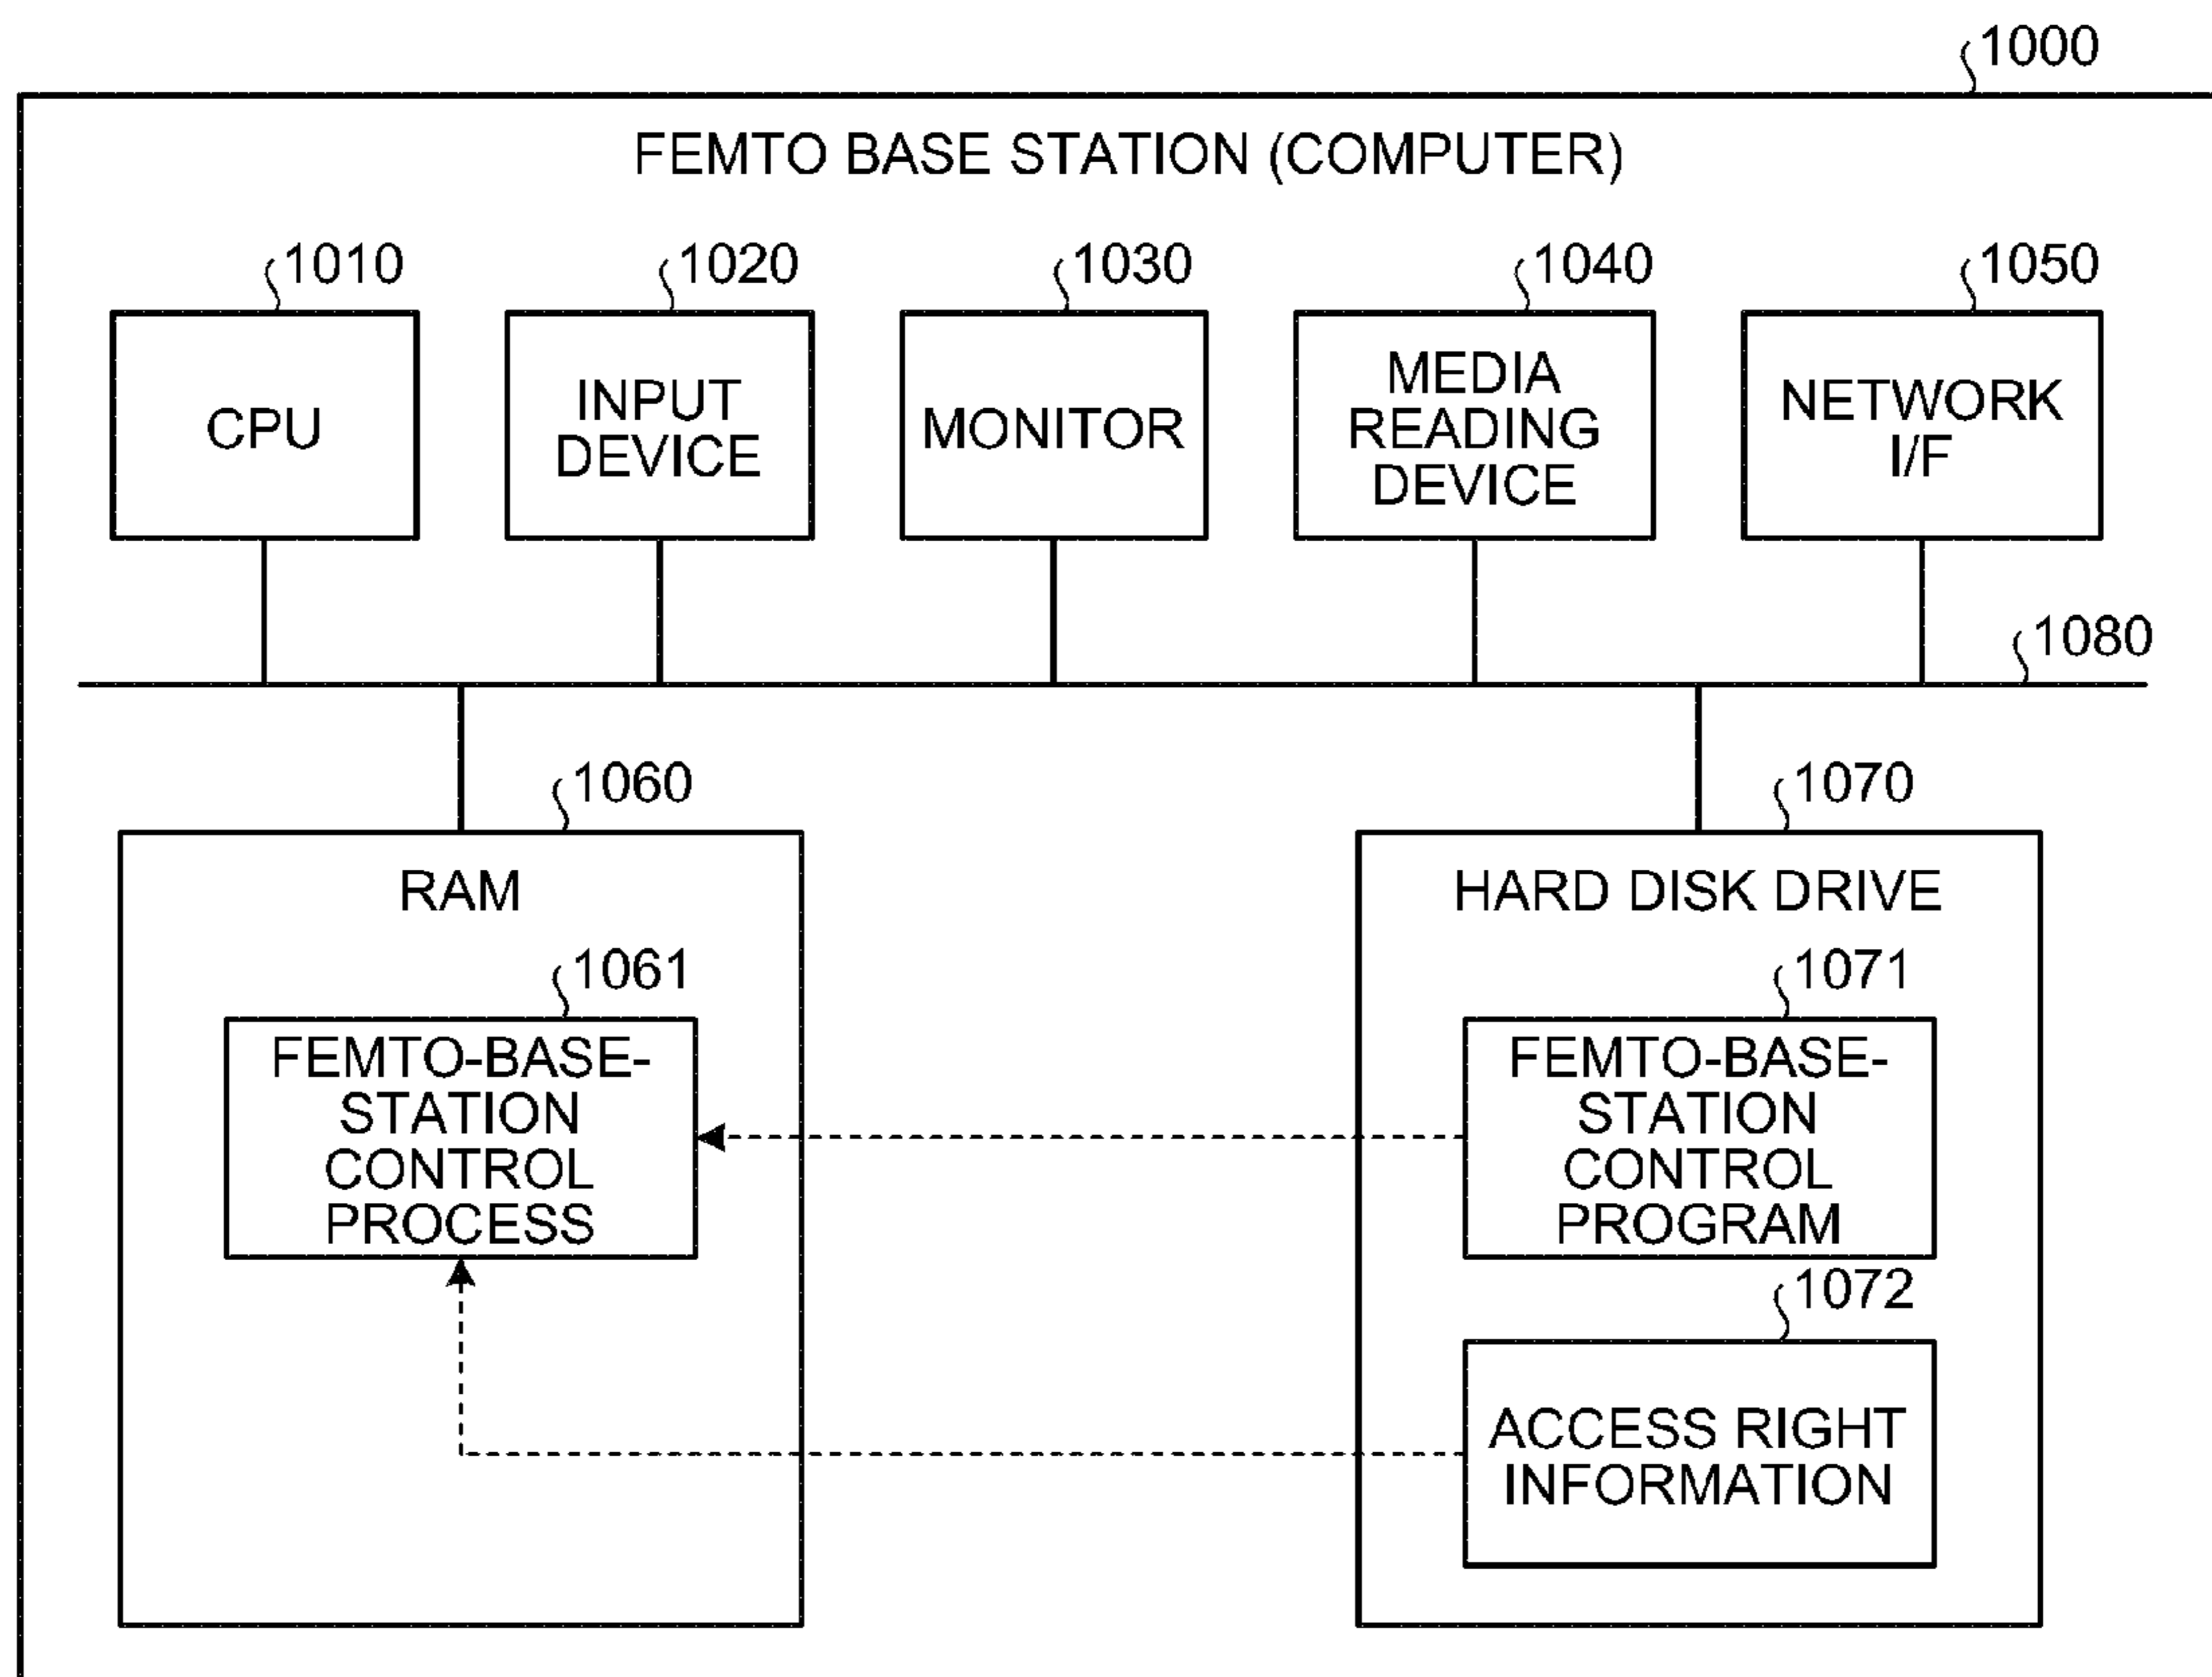 1000
FEMTO BASE STATION (COMPUTER)
1010
1020
1030
1040
1050
CPU
INPUT
DEVICE
MONITOR
MEDIA
READING
DEVICE
NETWORK
I/F
1080
1060
RAM
1061
FEMTO-BASE-
STATION
CONTROL
PROCESS
1070
HARD DISK DRIVE
1071
FEMTO-BASE-
STATION
CONTROL
PROGRAM
1072
ACCESS RIGHT
INFORMATION